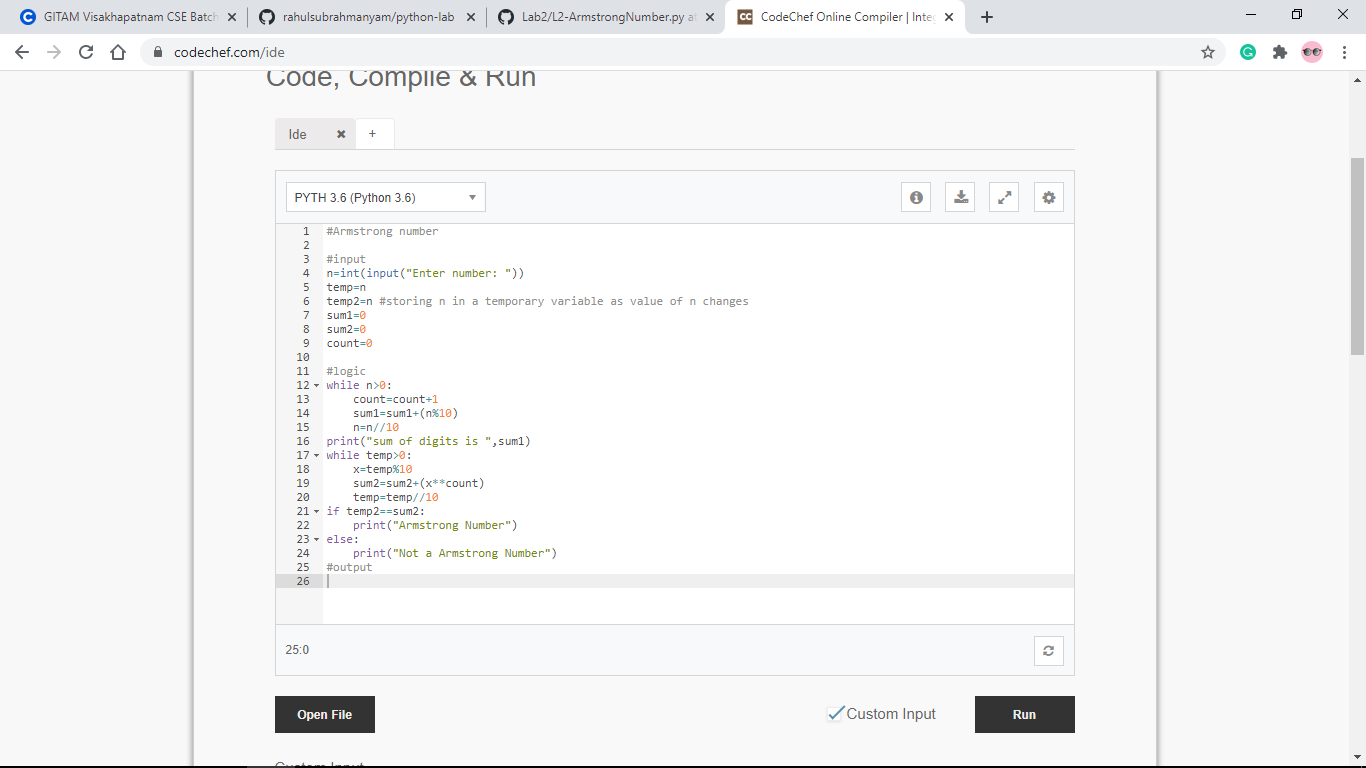 GITAM Visakhapatnam CSE Batch
rahulsubrahmanyam/python-lab
Lab2/L2-ArmstrongNumber.py at
CodeChef Online Compiler | Inte
codechef.com/ide
Code, Compile & Run
Ide
+
PYTH 3.6 (Python 3.6)
1 #Armstrong number
2
3 #input
4 n=int(input("Enter number: "))
5 temp=n
6 temp2=n #storing n in a temporary variable as value of n changes
7 sum1=0
8 sum2=0
9 count=0
10
11 #logic
12 while n>0:
13     count=count+1
14     sum1=sum1+(n%10)
15     n=n//10
16 print("sum of digits is ",sum1)
17 while temp>0:
18     x=temp%10
19     sum2=sum2+(x**count)
20     temp=temp//10
21 if temp2==sum2:
22     print("Armstrong Number")
23 else:
24     print("Not a Armstrong Number")
25 #output
26
25:0
Open File
Custom Input
Run
Custom Input